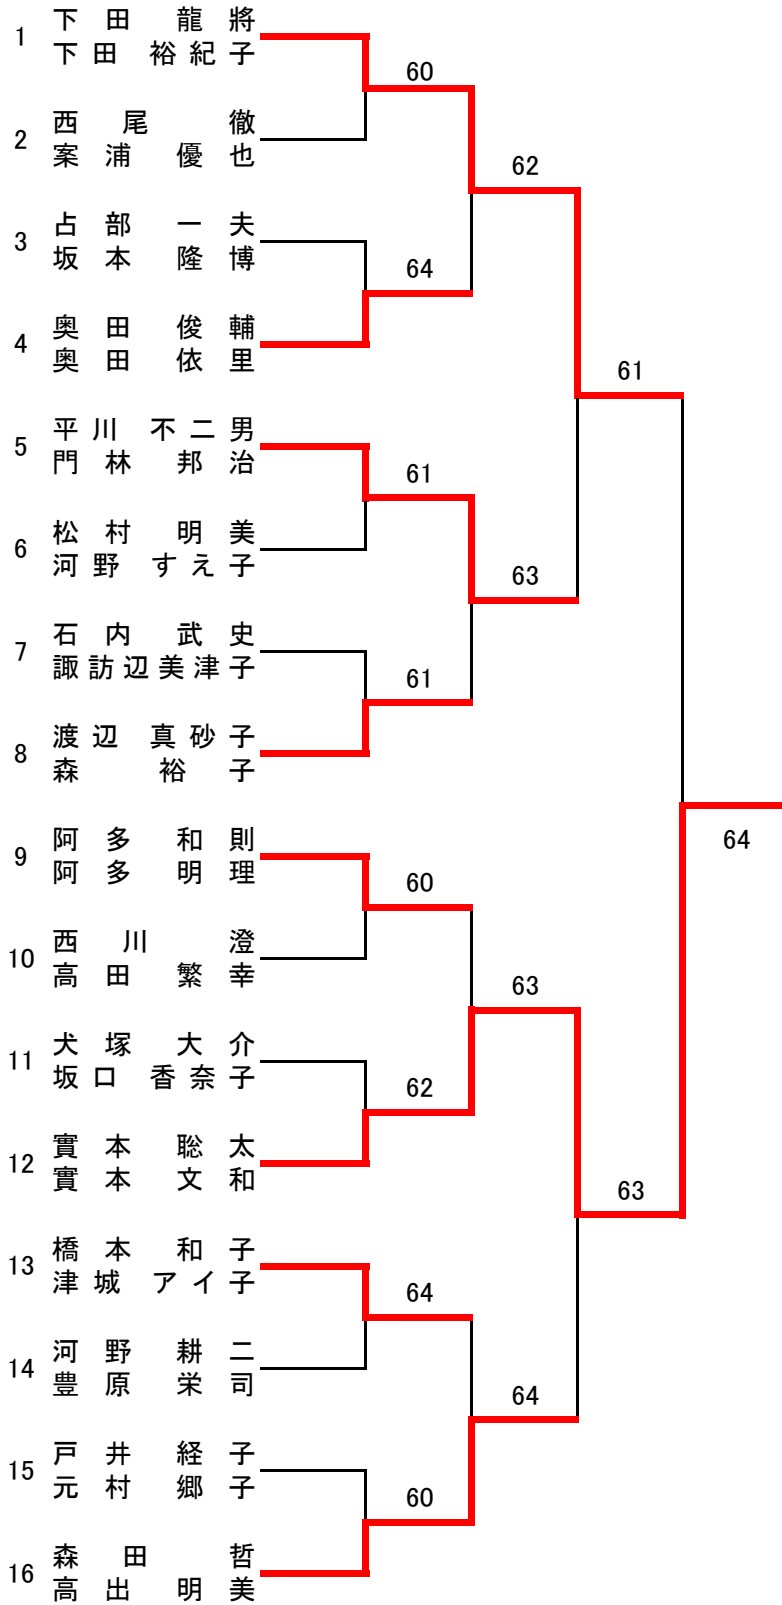 1 下田 龍將
下田 裕紀子
60
2 西尾 徹
案浦 優也
62
3 占部 一夫
坂本 隆博
64
4 奥田 俊輔
奥田 依里
61
5 平川 不二男
門林 邦治
61
6 松村 明美
河野 すえ子
63
7 石内 武史
諏訪辺美津子
61
8 渡辺 真砂子
森 裕子
64
9 阿多 和則
阿多 明理
60
10 西川 澄
高田 繁幸
63
11 犬塚 大介
坂口 香奈子
62
12 實本 聡太
實本 文和
63
13 橋本 和子
津城 アイ子
64
14 河野 耕二
豊原 栄司
64
15 戸井 経子
元村 郷子
60
16 森田 哲
高出 明美